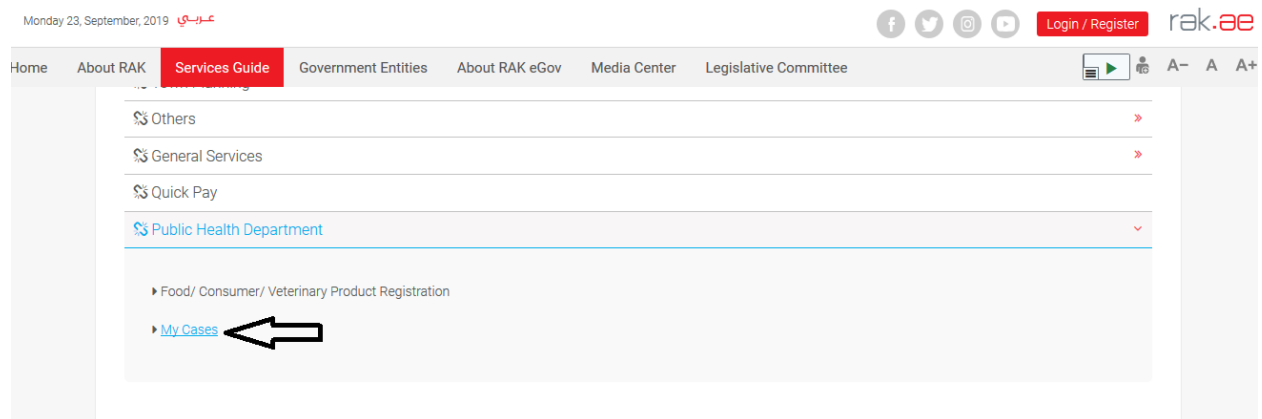 Monday 23, September, 2019 عــربــي
Login / Register
rak.ae
Home About RAK Services Guide Government Entities About RAK eGov Media Center Legislative Committee A- A A+
Others
General Services
Quick Pay
Public Health Department
Food/ Consumer/ Veterinary Product Registration
My Cases